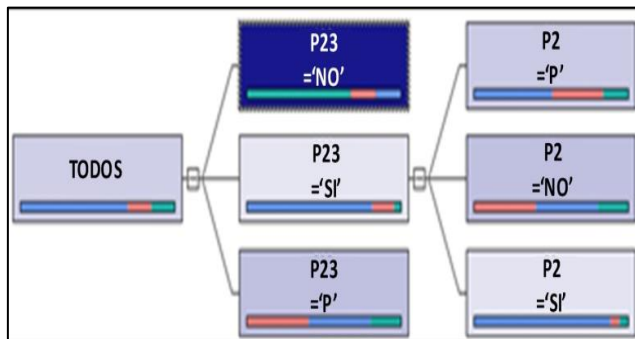 TODOS
P23
='NO'
P23
='SI'
P23
='P'
P2
='P'
P2
='NO'
P2
='SI'